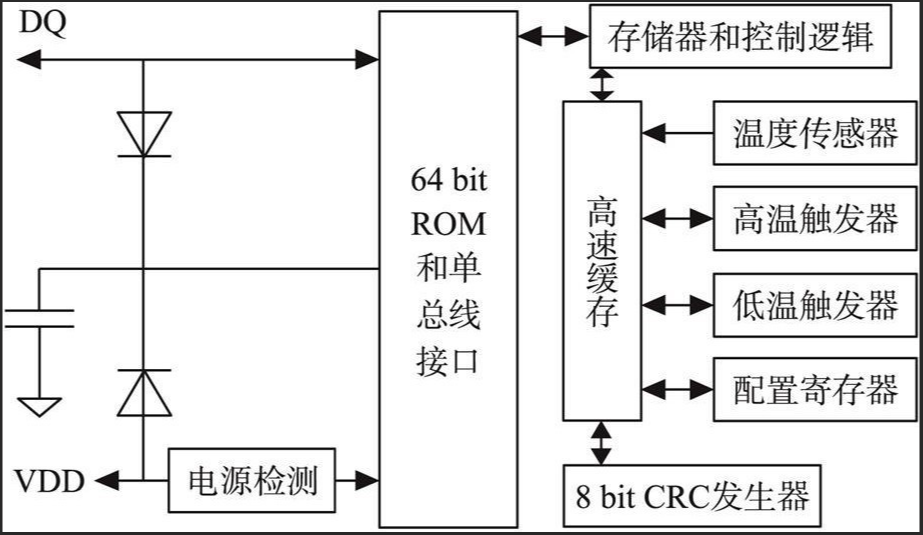 DQ
64 bit
ROM
和单
总线
接口
VDD
电源检测
存储器和控制逻辑
高速缓存
温度传感器
高温触发器
低温触发器
配置寄存器
8 bit CRC发生器